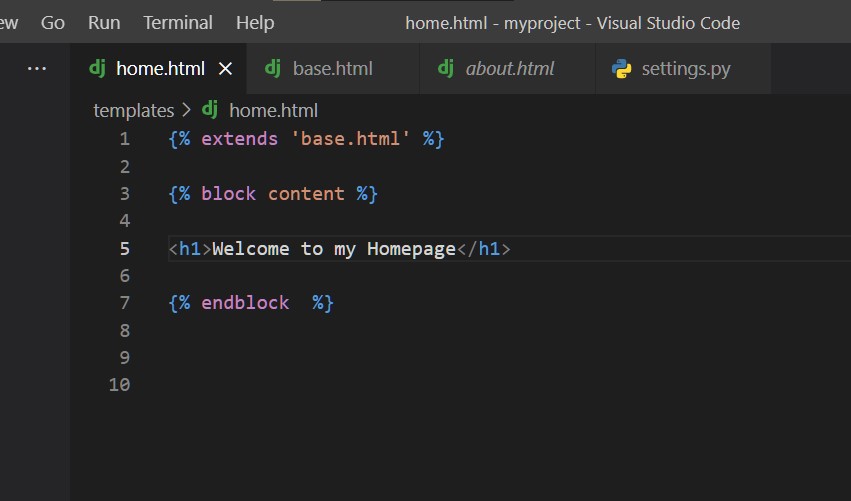 ew Go Run Terminal Help home.html - myproject - Visual Studio Code
... dj home.html dj base.html dj about.html settings.py
templates > dj home.html
1 {% extends 'base.html' %}
2
3 {% block content %}
4
5 <h1>Welcome to my Homepage</h1>
6
7 {% endblock  %}
8
9
10